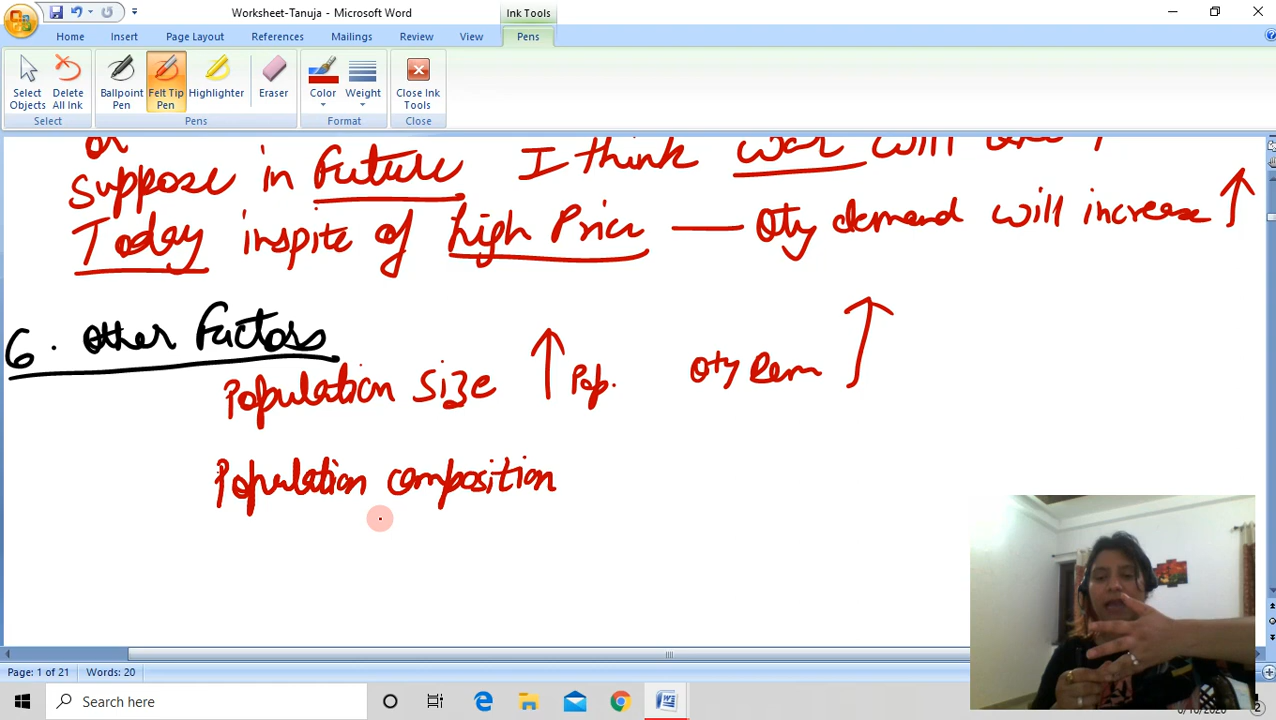 Worksheet-Tanuja - Microsoft Word
Ink Tools
Home Insert Page Layout References Mailings Review View Pens
Select Objects
Delete All Ink
Ballpoint Pen
Felt Tip Pen
Highlighter
Eraser
Color
Weight
Close Ink Tools
Select
Pens
Format
Close
or
suppose in Future I think war will
Today inspite of high Price — Qty demand will increase ↑
6. Other Factors
Population size ↑ Pop. Qty Dem ↑
Population composition
Page: 1 of 21 Words: 20
Search here
2